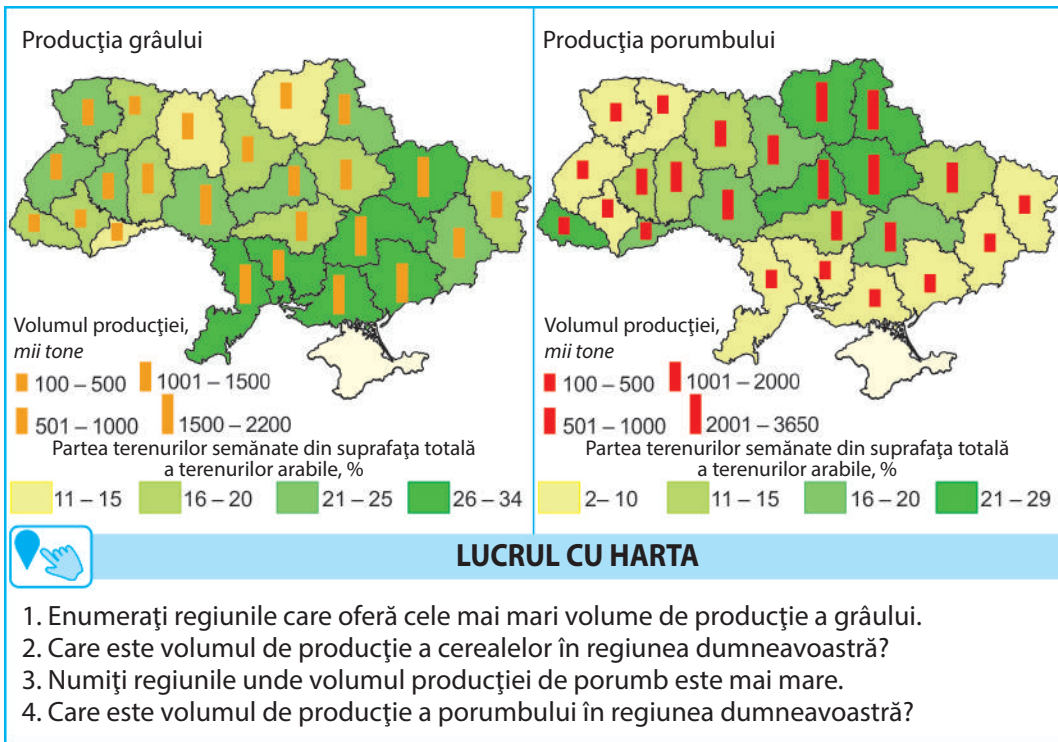 Producţia grâului
Volumul producţiei,
mii tone
100 – 500
1001 – 1500
501 – 1000
1500 – 2200
Partea terenurilor semănate din suprafaţa totală
a terenurilor arabile, %
11 – 15
16 – 20
21 – 25
26 – 34
Producţia porumbului
Volumul producţiei,
mii tone
100 – 500
1001 – 2000
501 – 1000
2001 – 3650
Partea terenurilor semănate din suprafaţa totală
a terenurilor arabile, %
2– 10
11 – 15
16 – 20
21 – 29
LUCRUL CU HARTA
1. Enumeraţi regiunile care oferă cele mai mari volume de producţie a grâului.
2. Care este volumul de producţie a cerealelor în regiunea dumneavoastră?
3. Numiţi regiunile unde volumul producţiei de porumb este mai mare.
4. Care este volumul de producţie a porumbului în regiunea dumneavoastră?